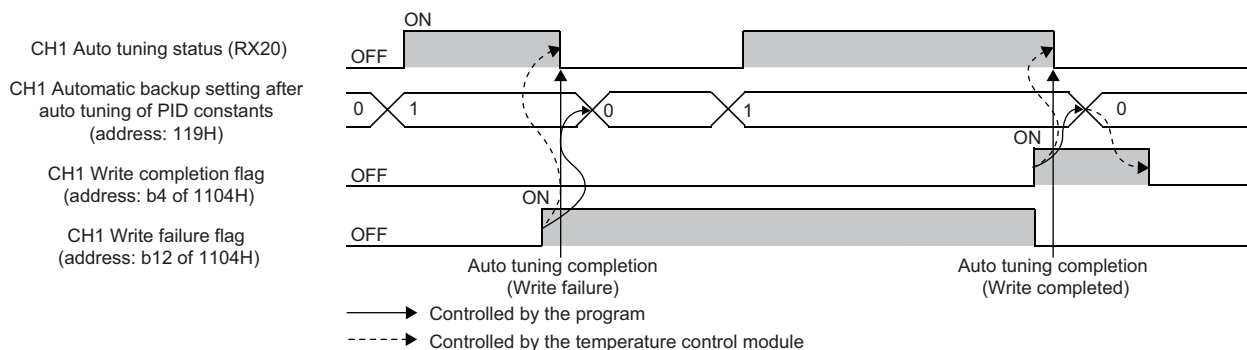 ON
CH1 Auto tuning status (RX20)
OFF
CH1 Automatic backup setting after
auto tuning of PID constants
(address: 119H)
0
1
0
1
0
ON
CH1 Write completion flag
(address: b4 of 1104H)
OFF
ON
CH1 Write failure flag
(address: b12 of 1104H)
OFF
Auto tuning completion
(Write failure)
Auto tuning completion
(Write completed)
Controlled by the program
Controlled by the temperature control module